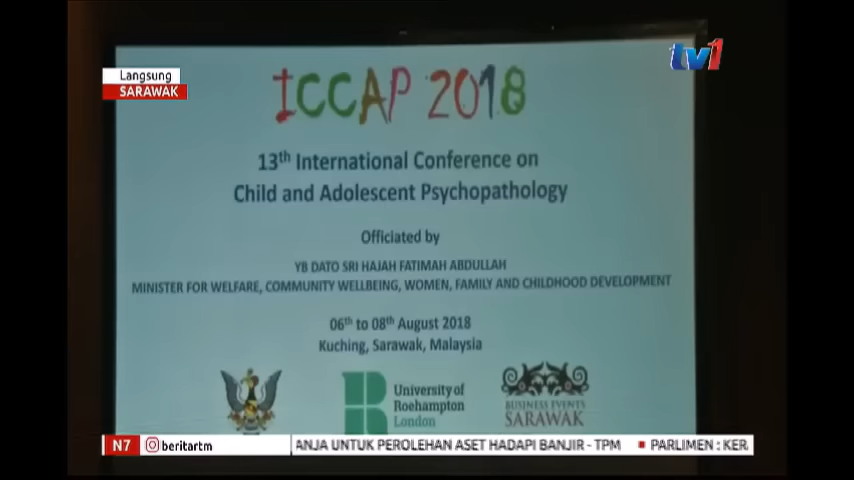 tv1
Langsung
SARAWAK
ICCAP 2018
13th International Conference on
Child and Adolescent Psychopathology
Officiated by
YB DATO SRI HAJAH FATIMAH ABDULLAH
MINISTER FOR WELFARE, COMMUNITY WELLBEING, WOMEN, FAMILY AND CHILDHOOD DEVELOPMENT
06th to 08th August 2018
Kuching, Sarawak, Malaysia
University of
Roehampton
London
BUSINESS EVENTS
SARAWAK
N7 beritartm ANJA UNTUK PEROLEHAN ASET HADAPI BANJIR - TPM ▪ PARLIMEN : KER